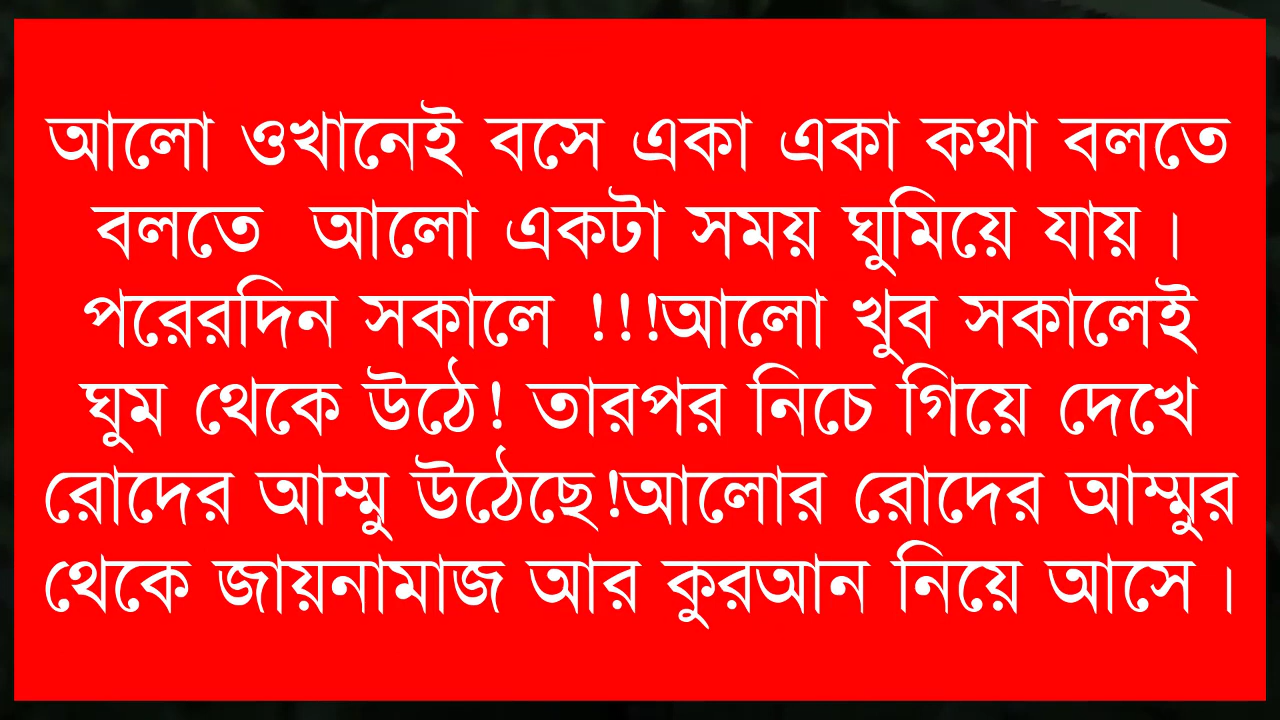 আলো ওখানেই বসে একা একা কথা বলতে
বলতে  আলো একটা সময় ঘুমিয়ে যায়।
পরেরদিন সকালে !!!আলো খুব সকালেই
ঘুম থেকে উঠে! তারপর নিচে গিয়ে দেখে
রোদের আম্মু উঠেছে!আলোর রোদের আম্মুর
থেকে জায়নামাজ আর কুরআন নিয়ে আসে।